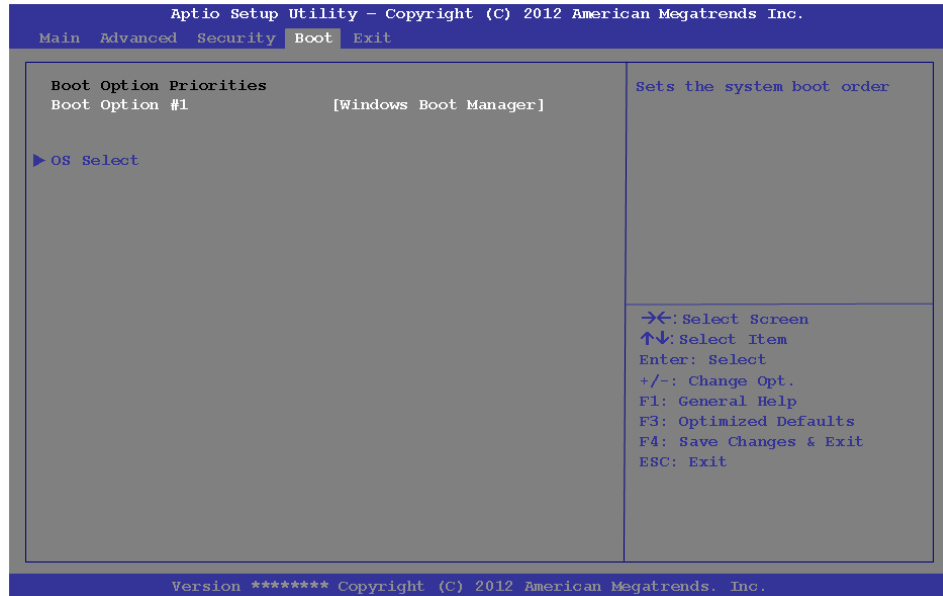 Aptio Setup Utility – Copyright (C) 2012 American Megatrends Inc.
Main Advanced Security Boot Exit
Boot Option Priorities
Boot Option #1 [Windows Boot Manager]
▶ OS Select
Sets the system boot order
→←:Select Screen
↑↓:Select Item
Enter: Select
+/-: Change Opt.
F1: General Help
F3: Optimized Defaults
F4: Save Changes & Exit
ESC: Exit
Version ******** Copyright (C) 2012 American Megatrends. Inc.